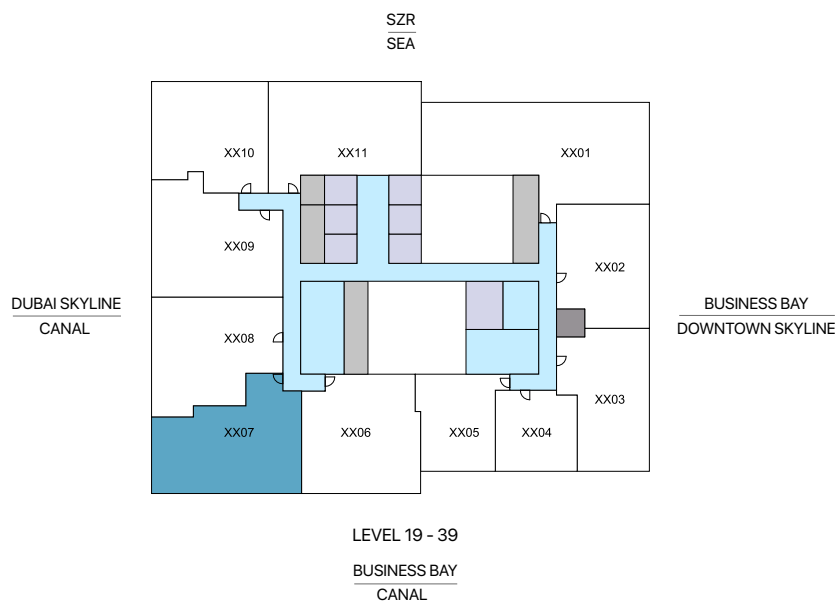 SZR
SEA
XX10
XX11
XX01
XX09
XX02
DUBAI SKYLINE
CANAL
BUSINESS BAY
DOWNTOWN SKYLINE
XX08
XX03
XX07
XX06
XX05
XX04
LEVEL 19 - 39
BUSINESS BAY
CANAL